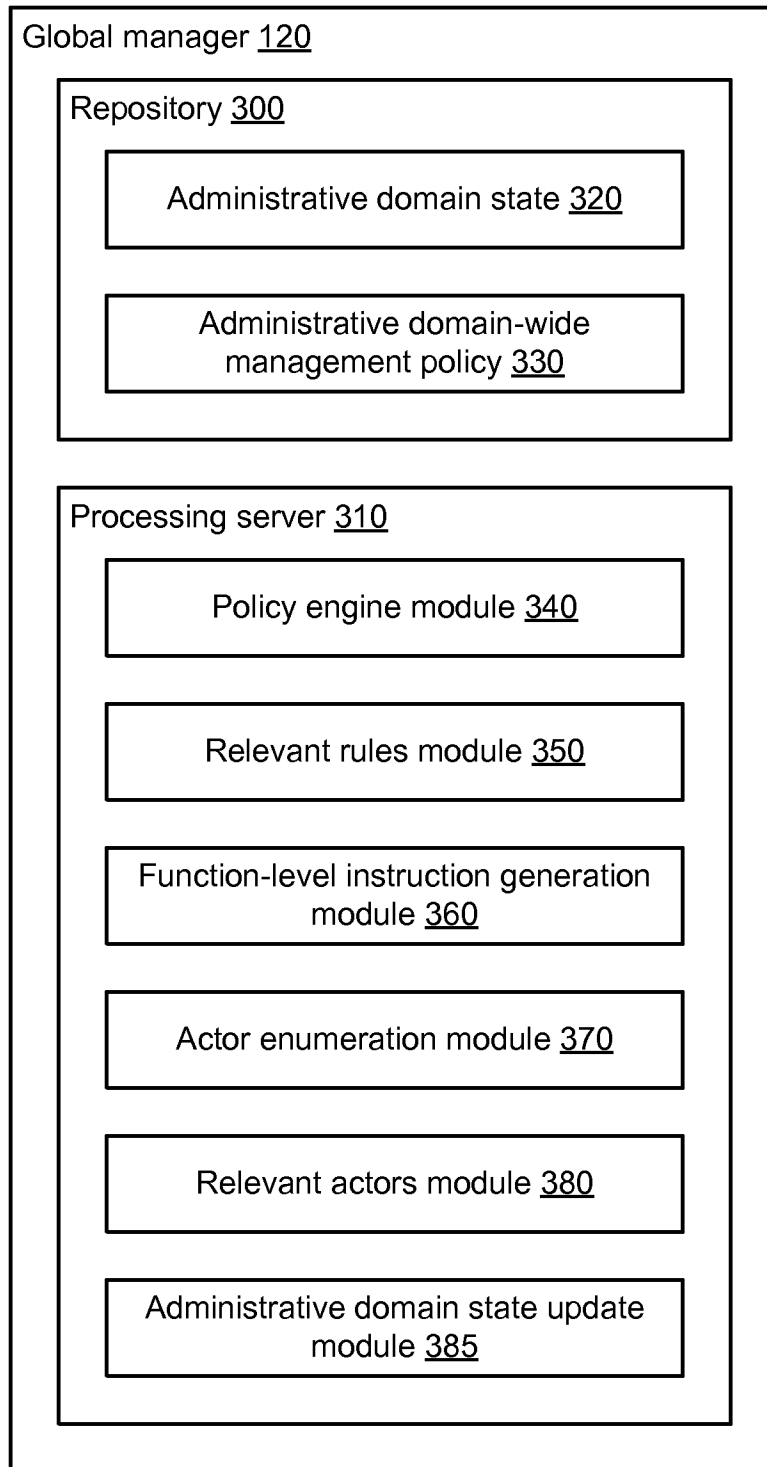 Global manager 120
Repository 300
Administrative domain state 320
Administrative domain-wide
management policy 330
Processing server 310
Policy engine module 340
Relevant rules module 350
Function-level instruction generation
module 360
Actor enumeration module 370
Relevant actors module 380
Administrative domain state update
module 385